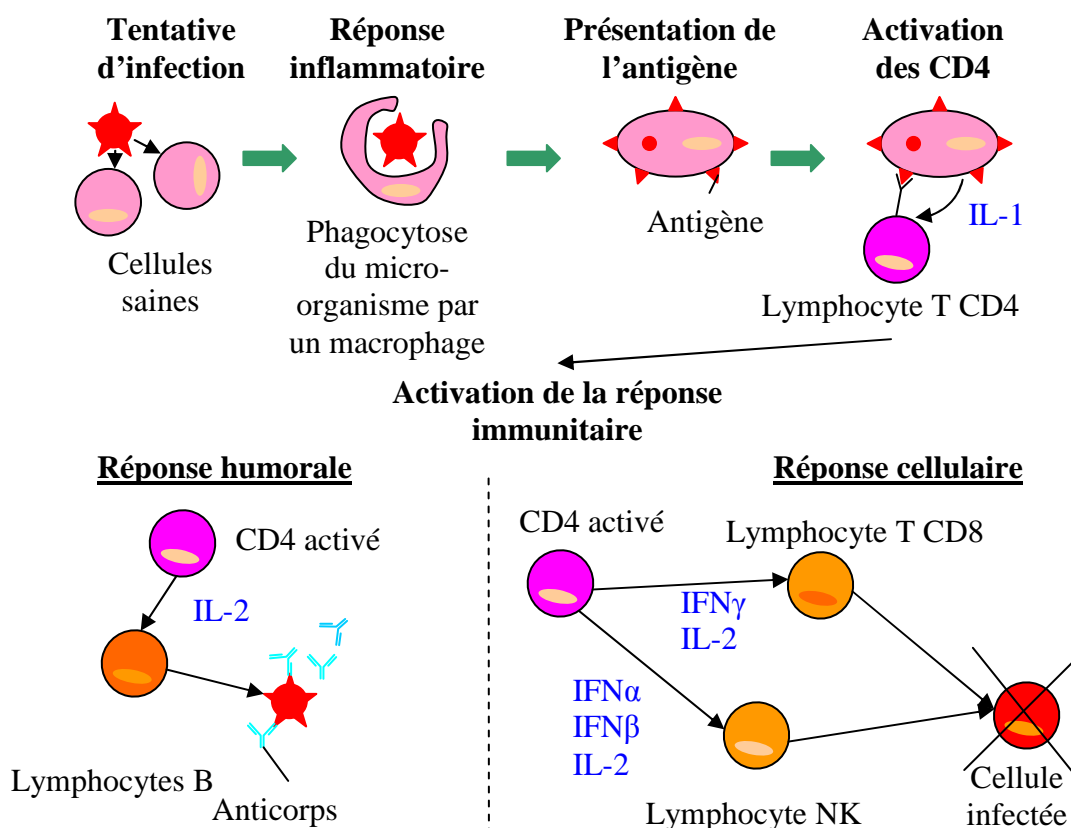 Tentative
d’infection
Réponse
inflammatoire
Présentation de
l’antigène
Activation
des CD4
Cellules
saines
Phagocytose
du micro-
organisme par
un macrophage
Antigène
IL-1
Lymphocyte T CD4
Activation de la réponse
immunitaire
Réponse humorale
CD4 activé
IL-2
Lymphocytes B
Anticorps
Réponse cellulaire
CD4 activé
Lymphocyte T CD8
IFNγ
IL-2
IFNα
IFNβ
IL-2
Lymphocyte NK
Cellule
infectée